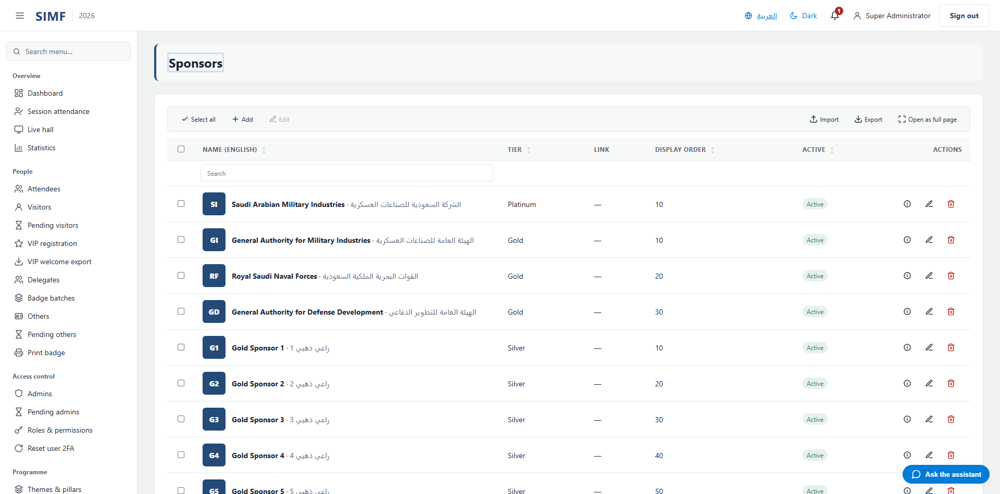 SIMF 2026
العربية Dark 1 Super Administrator Sign out
Search menu...
Overview
Dashboard
Session attendance
Live hall
Statistics
People
Attendees
Visitors
Pending visitors
VIP registration
VIP welcome export
Delegates
Badge batches
Others
Pending others
Print badge
Access control
Admins
Pending admins
Roles & permissions
Reset user 2FA
Programme
Themes & pillars
Sponsors
Select all Add Edit Import Export Open as full page
NAME (ENGLISH) TIER LINK DISPLAY ORDER ACTIVE ACTIONS
Search
SI Saudi Arabian Military Industries · الشركة السعودية للصناعات العسكرية Platinum — 10 Active
GI General Authority for Military Industries · الهيئة العامة للصناعات العسكرية Gold — 10 Active
RF Royal Saudi Naval Forces · القوات البحرية الملكية السعودية Gold — 20 Active
GD General Authority for Defense Development · الهيئة العامة للتطوير الدفاعي Gold — 30 Active
G1 Gold Sponsor 1 · راعي ذهبي 1 Silver — 10 Active
G2 Gold Sponsor 2 · راعي ذهبي 2 Silver — 20 Active
G3 Gold Sponsor 3 · راعي ذهبي 3 Silver — 30 Active
G4 Gold Sponsor 4 · راعي ذهبي 4 Silver — 40 Active
G5 Gold Sponsor 5 · راعي ذهبي 5 Silver — 50 Active
Ask the assistant